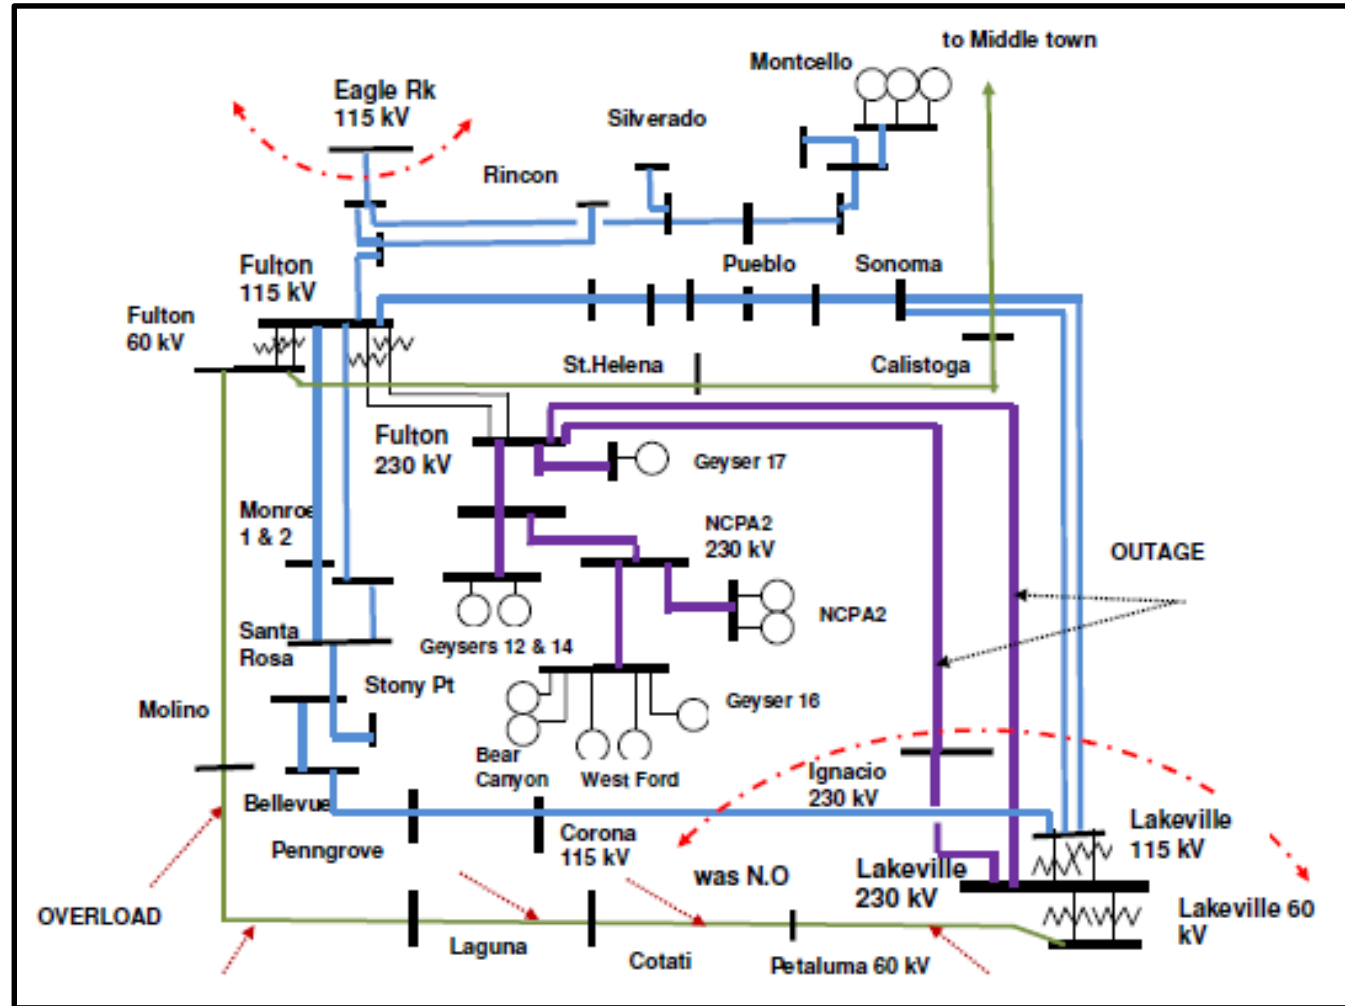 to Middle town
Montcello
Eagle Rk
115 kV
Silverado
Rincon
Fulton
115 kV
Pueblo
Sonoma
Fulton
60 kV
St.Helena
Calistoga
Fulton
230 kV
Geyser 17
Monroe
1 & 2
NCPA2
230 kV
OUTAGE
NCPA2
Santa
Rosa
Geysers 12 & 14
Stony Pt
Molino
Geyser 16
Bear
Canyon
West Ford
Ignacio
230 kV
Bellevue
Penngrove
Corona
115 kV
Lakeville
115 kV
was N.O
Lakeville
230 kV
OVERLOAD
Lakeville 60
kV
Laguna
Cotati
Petaluma 60 kV